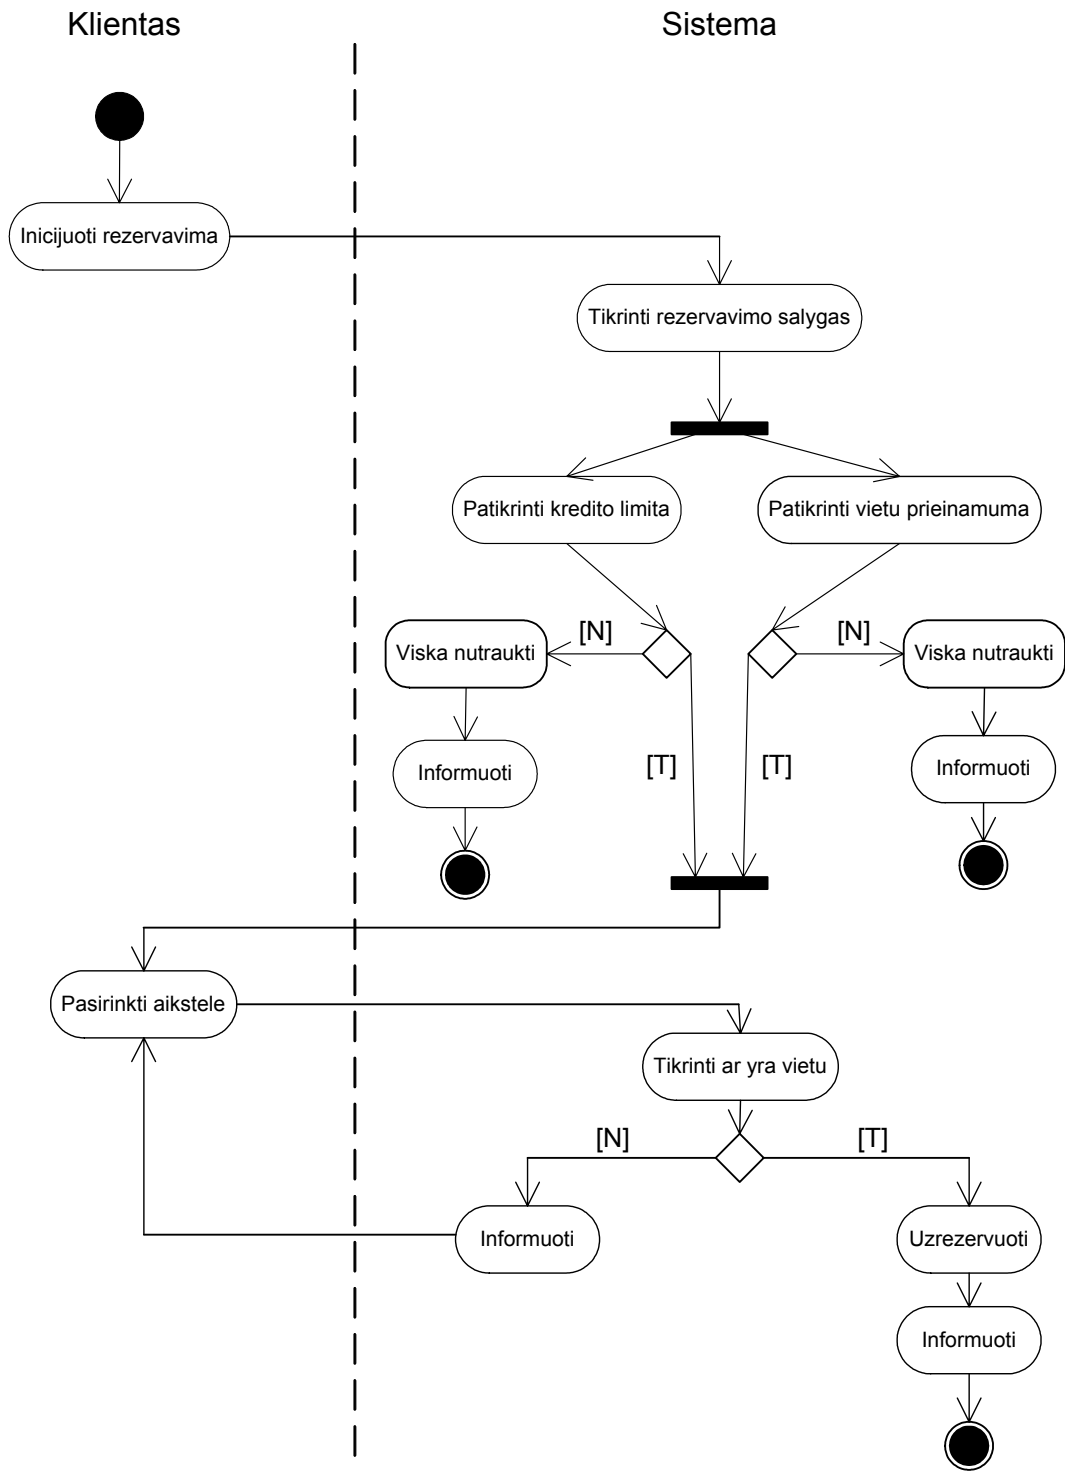 Klientas
Sistema
Inicijuoti rezervavima
Tikrinti rezervavimo salygas
Patikrinti kredito limita
Patikrinti vietu prieinamuma
[N]
[N]
Viska nutraukti
Viska nutraukti
[T]
[T]
Informuoti
Informuoti
Pasirinkti aikstele
Tikrinti ar yra vietu
[N]
[T]
Informuoti
Uzrezervuoti
Informuoti